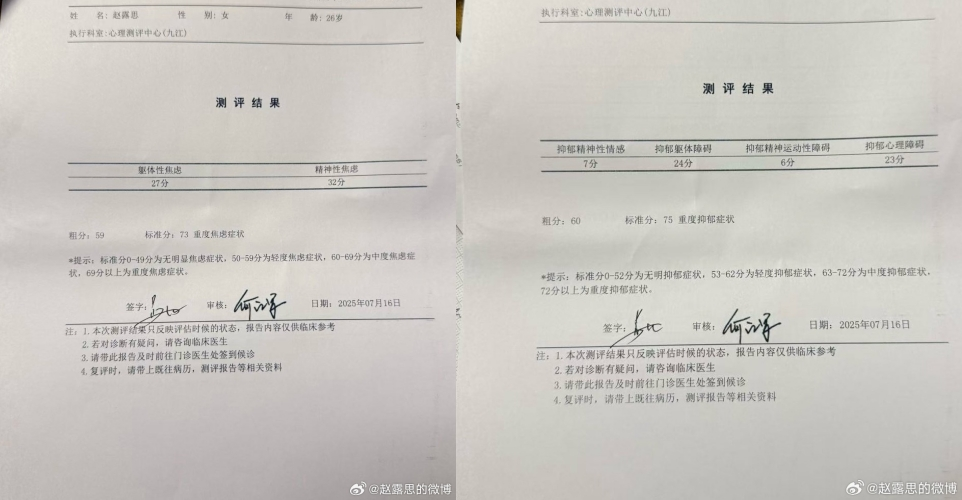 姓 名: 赵露思 性 别: 女 年 龄: 26岁
执行科室: 心理测评中心(九江)
测 评 结 果
躯体性焦虑 精神性焦虑
27分 32分
粗分: 59 标准分: 73 重度焦虑症状
*提示: 标准分0-49分为无明显焦虑症状, 50-59分为轻度焦虑症状, 60-69分为中度焦虑症
状, 69分以上为重度焦虑症状。
签字: 审核: 日期: 2025年07月16日
注: 1.本次测评结果只反映评估时候的状态, 报告内容仅供临床参考
2.若对诊断有疑问, 请咨询临床医生
3.请带此报告及时前往门诊医生处签到候诊
4.复评时, 请带上既往病历, 测评报告等相关资料
@赵露思的微博
执行科室: 心理测评中心(九江)
测 评 结 果
抑郁精神性情感 抑郁躯体障碍 抑郁精神运动性障碍 抑郁心理障碍
7分 24分 6分 23分
粗分: 60 标准分: 75 重度抑郁症状
*提示: 标准分0-52分为无明抑郁症状, 53-62分为轻度抑郁症状, 63-72分为中度抑郁症状,
72分以上为重度抑郁症状。
签字: 审核: 日期: 2025年07月16日
注: 1.本次测评结果只反映评估时候的状态, 报告内容仅供临床参考
2.若对诊断有疑问, 请咨询临床医生
3.请带此报告及时前往门诊医生处签到候诊
4.复评时, 请带上既往病历, 测评报告等相关资料
@赵露思的微博